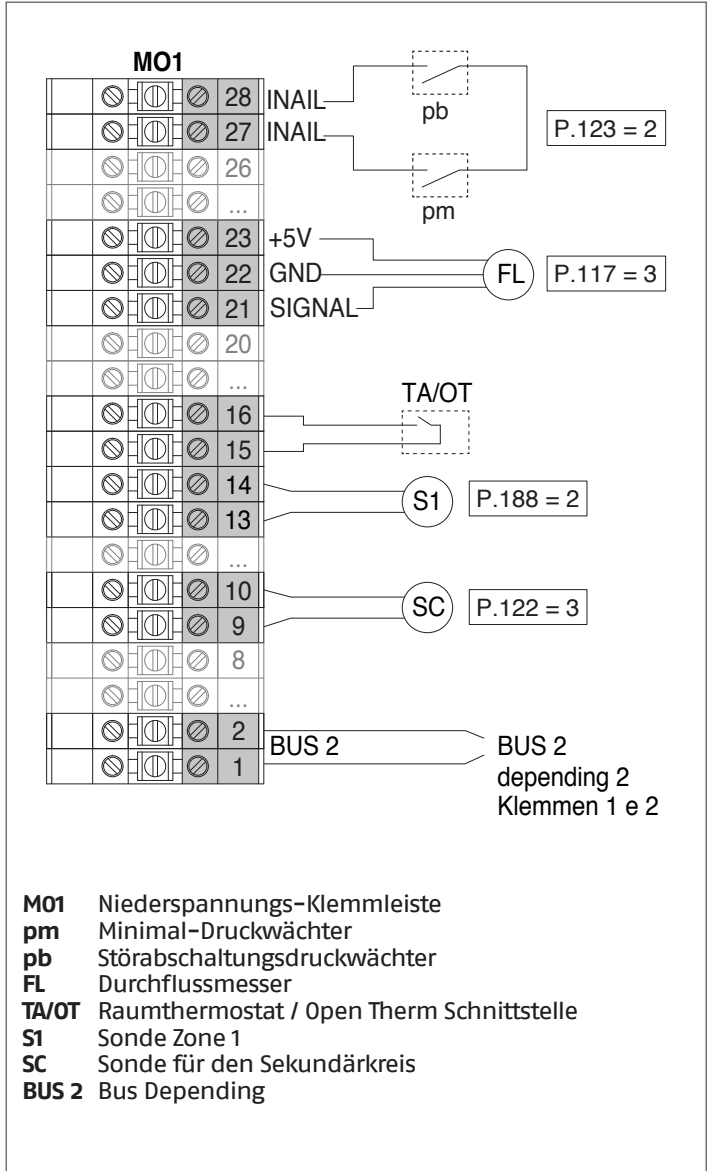 MO1
28 INAIL
pb
27 INAIL
P.123 = 2
26
...
pm
23 +5V
22 GND
FL
P.117 = 3
21 SIGNAL
20
...
TA/OT
16
15
14
S1
P.188 = 2
13
...
10
SC
P.122 = 3
9
8
...
2
BUS 2
BUS 2
1
depending 2
Klemmen 1 e 2
MO1 Niederspannungs-Klemmleiste
pm Minimal-Druckwächter
pb Störabschaltungsdruckwächter
FL Durchflussmesser
TA/OT Raumthermostat / Open Therm Schnittstelle
S1 Sonde Zone 1
SC Sonde für den Sekundärkreis
BUS 2 Bus Depending